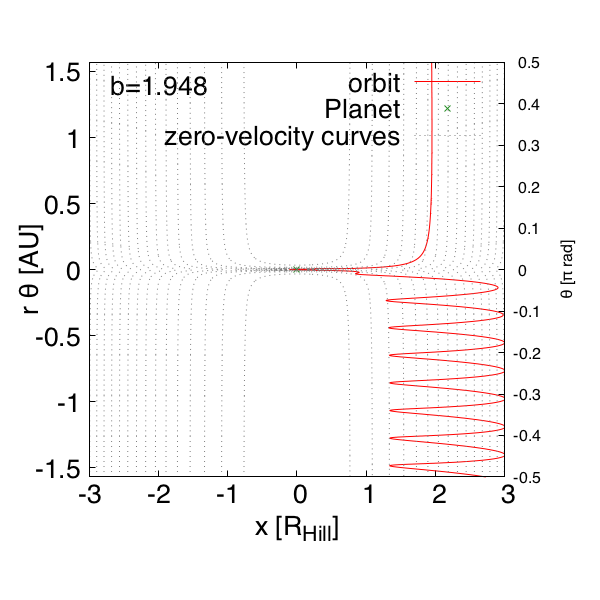 b=1.948
orbit
Planet
zero-velocity curves
1.5
1
0.5
0
-0.5
-1
-1.5
r θ [AU]
0.5
0.4
0.3
0.2
0.1
0
-0.1
-0.2
-0.3
-0.4
-0.5
θ [π rad]
-3 -2 -1 0 1 2 3
x [R_Hill]